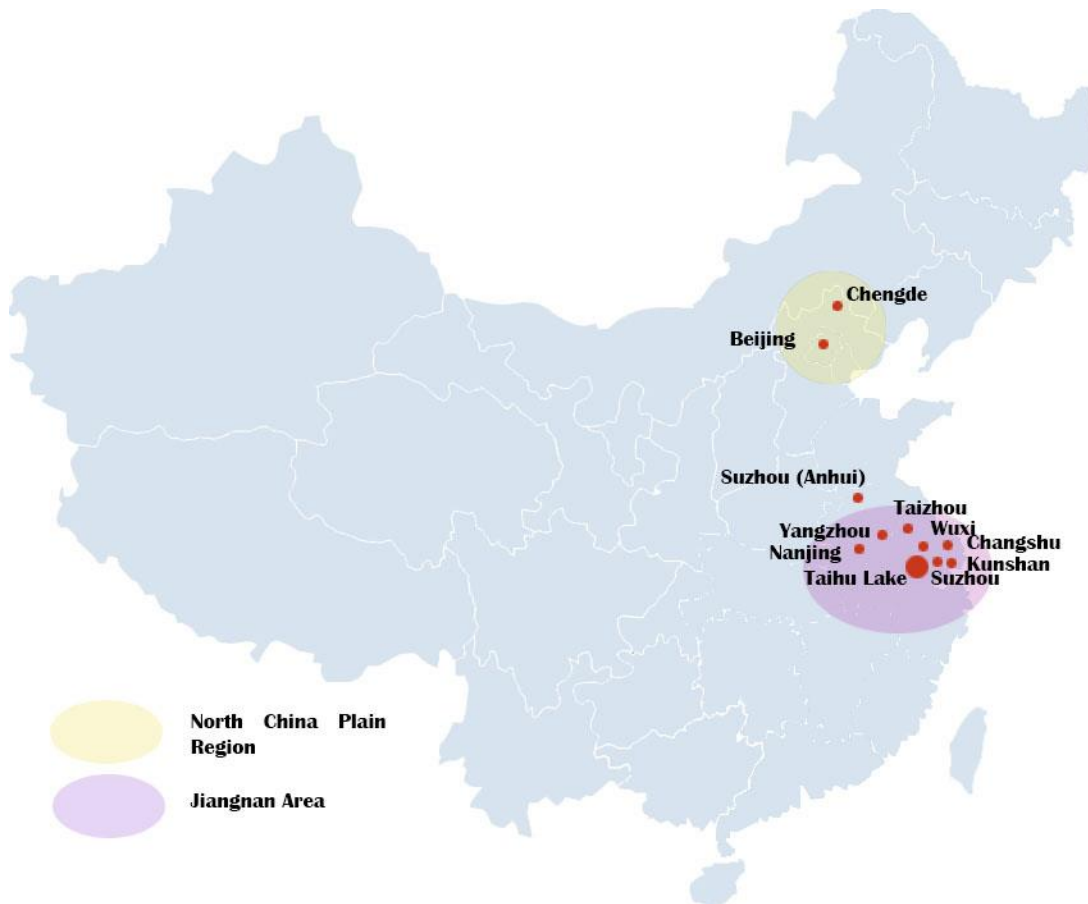 Chengde
Beijing
Suzhou (Anhui)
Taizhou
Yangzhou
Wuxi
Changshu
Nanjing
Kunshan
Taihu Lake
Suzhou
North China Plain
Region
Jiangnan Area